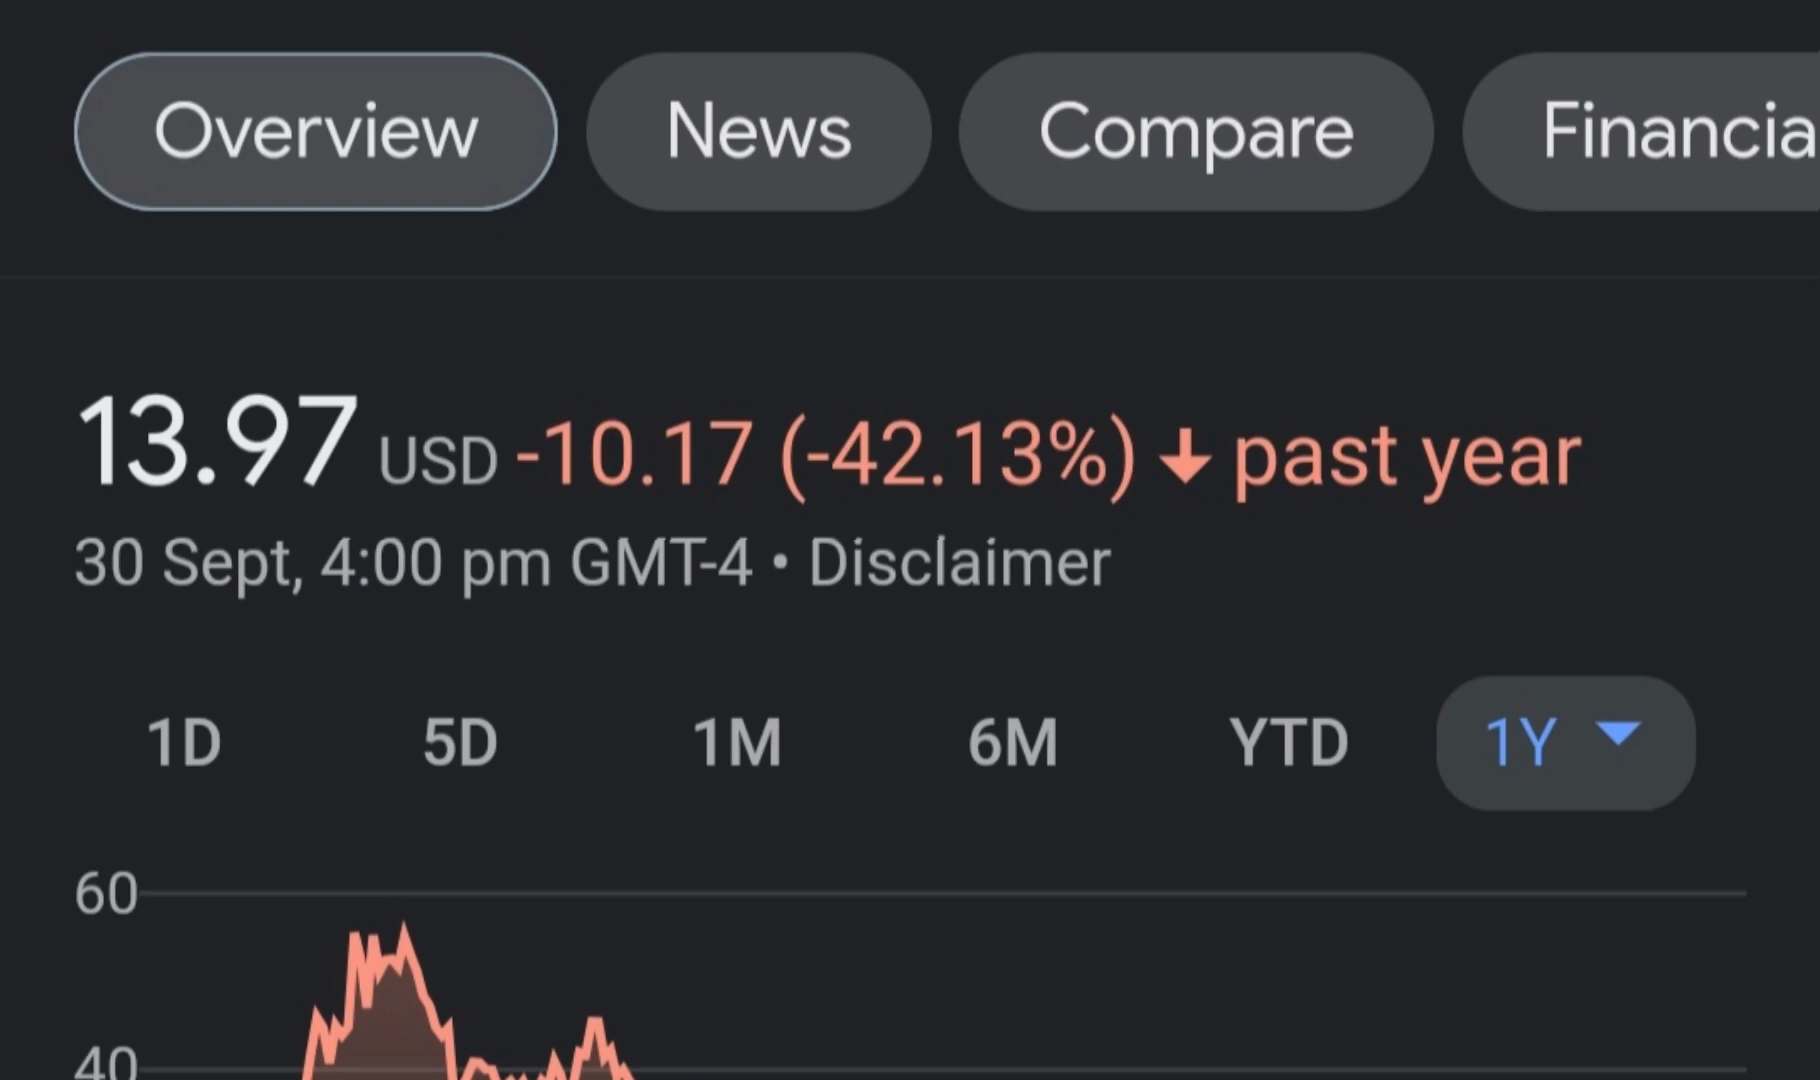 Overview News Compare Financia
13.97 USD -10.17 (-42.13%) ↓ past year
30 Sept, 4:00 pm GMT-4 • Disclaimer
1D 5D 1M 6M YTD 1Y
60
40